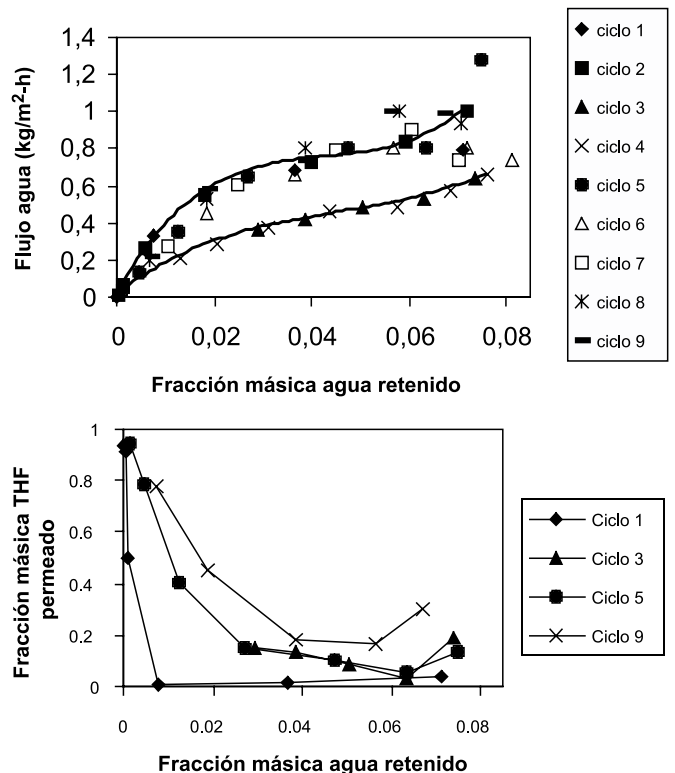 1,4
1,2
1
0,8
0,6
0,4
0,2
0
0
0,02
0,04
0,06
0,08
Flujo agua (kg/m²-h)
Fracción másica agua retenido
ciclo 1
ciclo 2
ciclo 3
ciclo 4
ciclo 5
ciclo 6
ciclo 7
ciclo 8
ciclo 9
1
0.8
0.6
0.4
0.2
0
0
0.02
0.04
0.06
0.08
Fracción másica THF
permeado
Fracción másica agua retenido
Ciclo 1
Ciclo 3
Ciclo 5
Ciclo 9